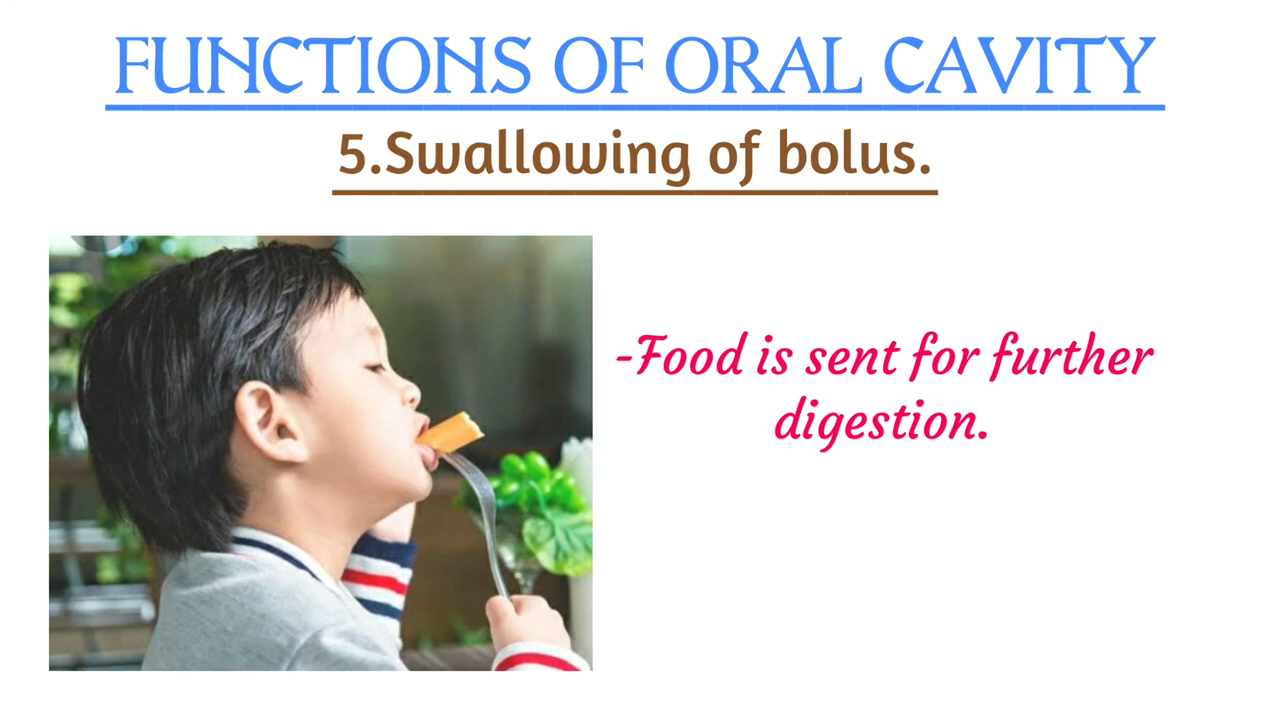 FUNCTIONS OF ORAL CAVITY
5.Swallowing of bolus.
-Food is sent for further
digestion.